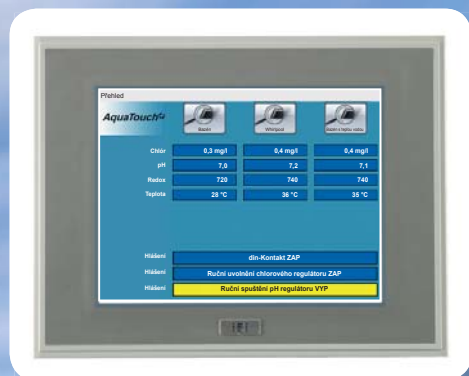 Přehled
AquaTouch
Bazén Whirlpool
Chlór 0,3 mg/l 0,4 mg/l 0,4 mg/l
pH 7,0 7,2 7,1
Redox 720 740 740
Teplota 28 °C 36 °C 35 °C
Hlášení din-Kontakt ZAP
Hlášení Ruční uvolnění chlorového regulátoru ZAP
Hlášení Ruční spuštění pH regulátoru VYP